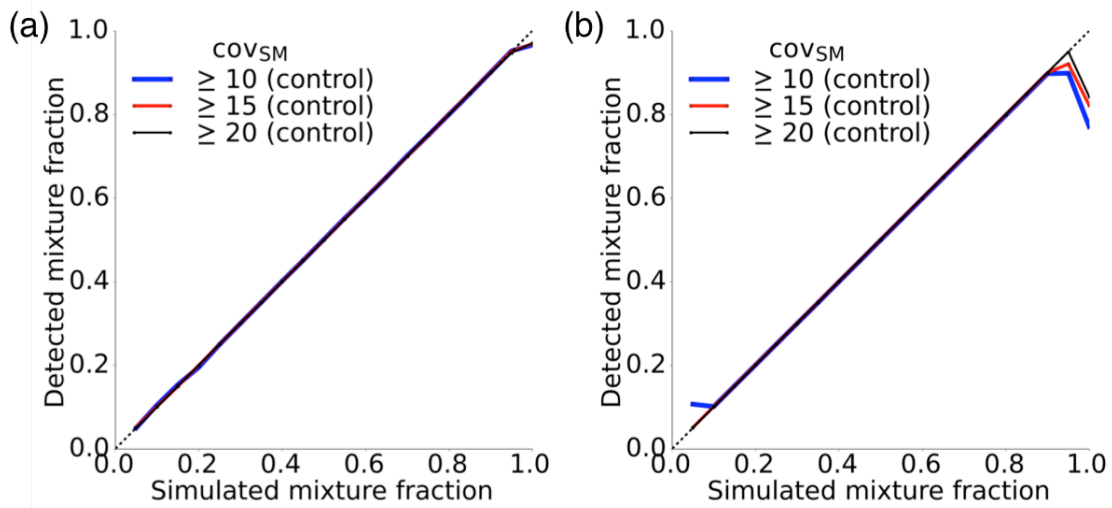 (a)
Detected mixture fraction
1.0
0.8
0.6
0.4
0.2
0.0
cov_SM
≥ 10 (control)
≥ 15 (control)
≥ 20 (control)
0.0 0.2 0.4 0.6 0.8 1.0
Simulated mixture fraction
(b)
Detected mixture fraction
1.0
0.8
0.6
0.4
0.2
0.0
cov_SM
≥ 10 (control)
≥ 15 (control)
≥ 20 (control)
0.0 0.2 0.4 0.6 0.8 1.0
Simulated mixture fraction